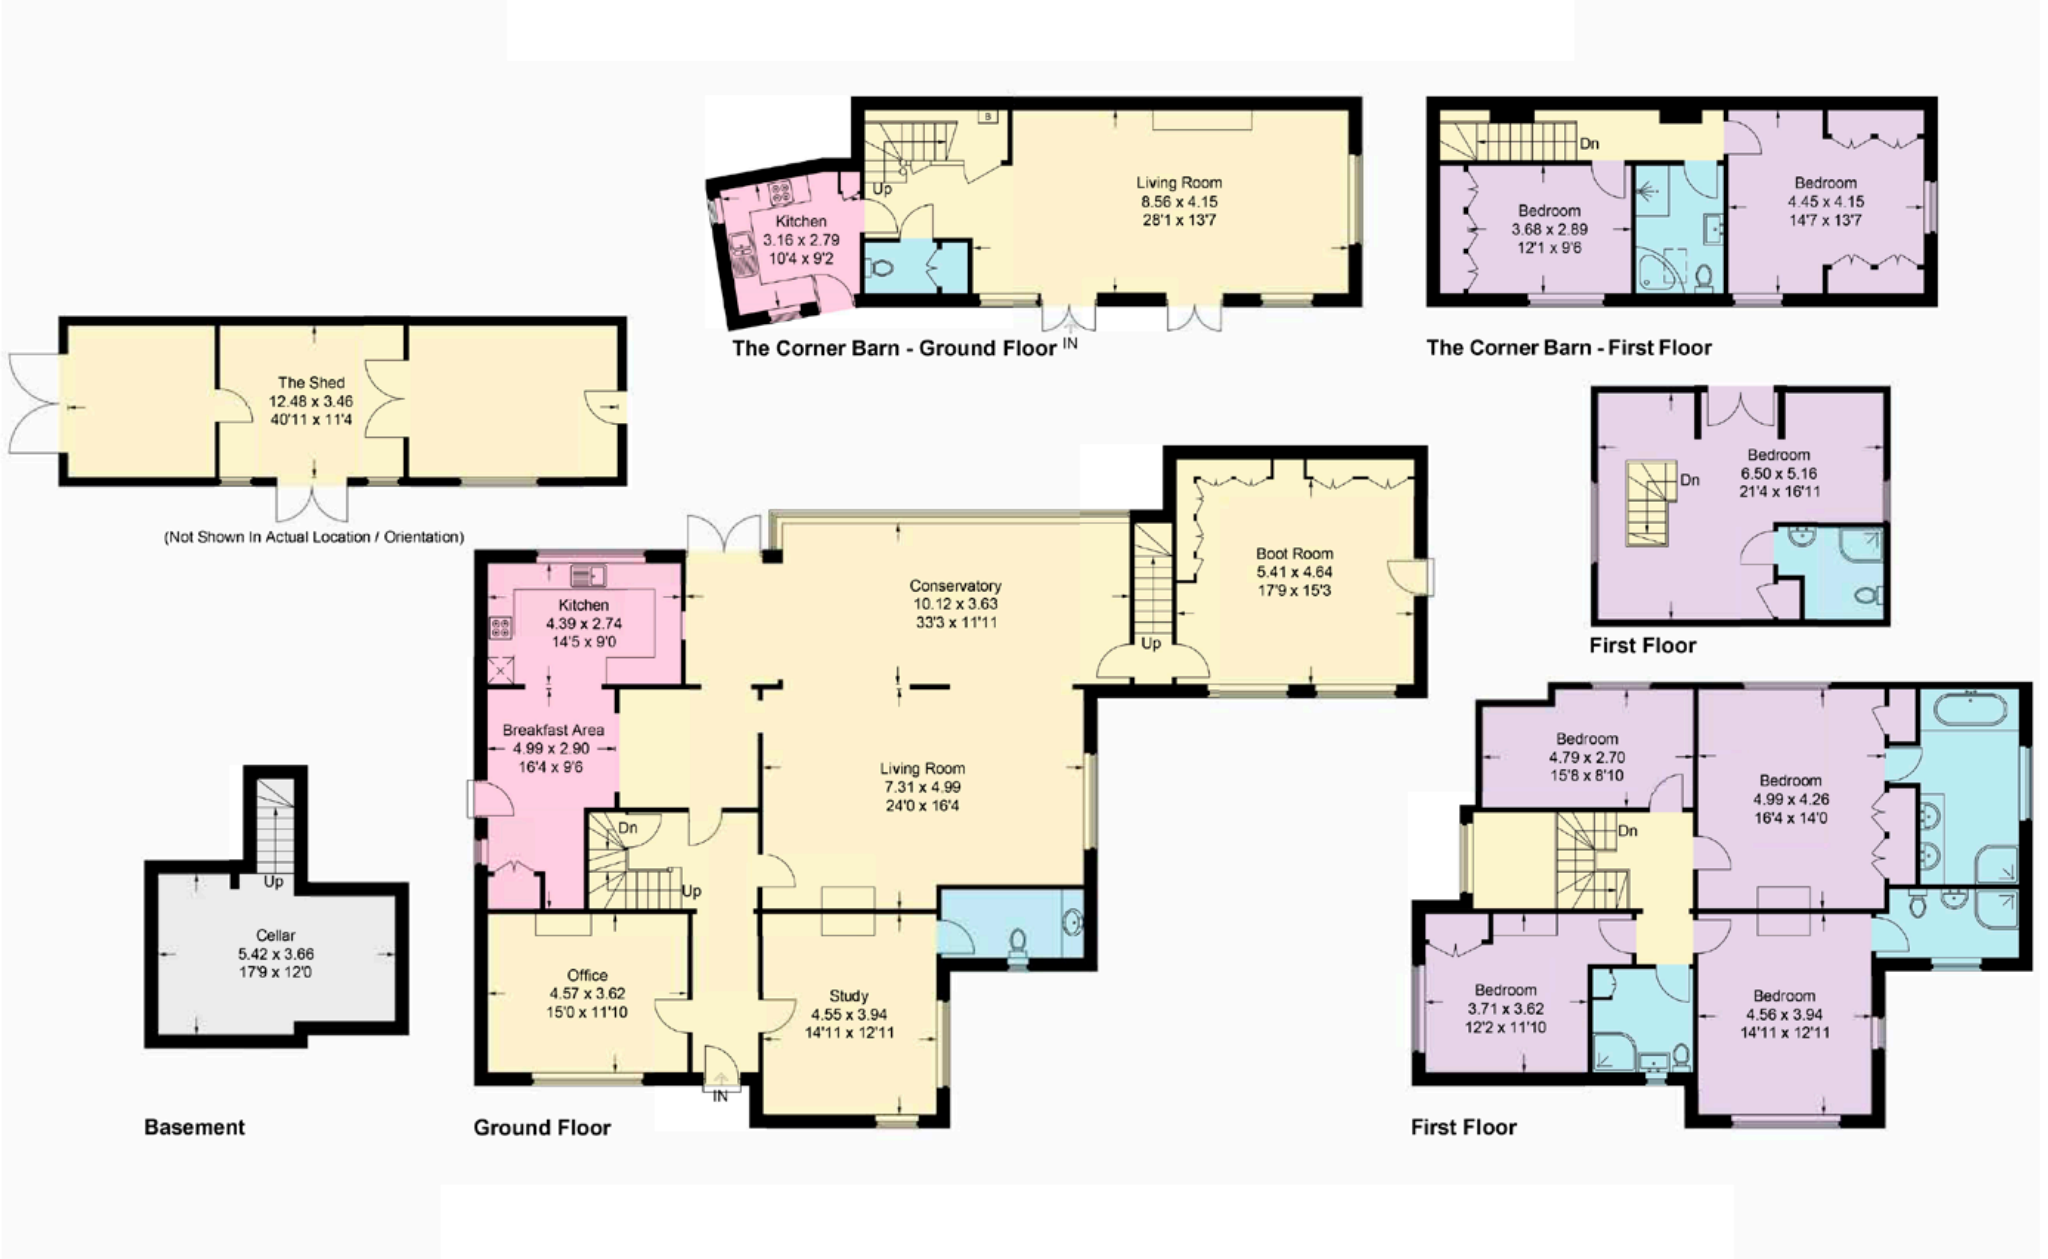 B
Living Room
8.56 x 4.15
28'1 x 13'7
Up
Kitchen
3.16 x 2.79
10'4 x 9'2
The Corner Barn - Ground Floor
IN
Dn
Bedroom
4.45 x 4.15
14'7 x 13'7
Bedroom
3.68 x 2.89
12'1 x 9'6
The Corner Barn - First Floor
The Shed
12.48 x 3.46
40'11 x 11'4
(Not Shown In Actual Location / Orientation)
Bedroom
6.50 x 5.16
21'4 x 16'11
Dn
First Floor
Boot Room
5.41 x 4.64
17'9 x 15'3
Conservatory
10.12 x 3.63
33'3 x 11'11
Up
Kitchen
4.39 x 2.74
14'5 x 9'0
Breakfast Area
4.99 x 2.90
16'4 x 9'6
Living Room
7.31 x 4.99
24'0 x 16'4
Dn
Up
Office
4.57 x 3.62
15'0 x 11'10
Study
4.55 x 3.94
14'11 x 12'11
IN
Ground Floor
Up
Cellar
5.42 x 3.66
17'9 x 12'0
Basement
Bedroom
4.79 x 2.70
15'8 x 8'10
Bedroom
4.99 x 4.26
16'4 x 14'0
Dn
Bedroom
3.71 x 3.62
12'2 x 11'10
Bedroom
4.56 x 3.94
14'11 x 12'11
First Floor